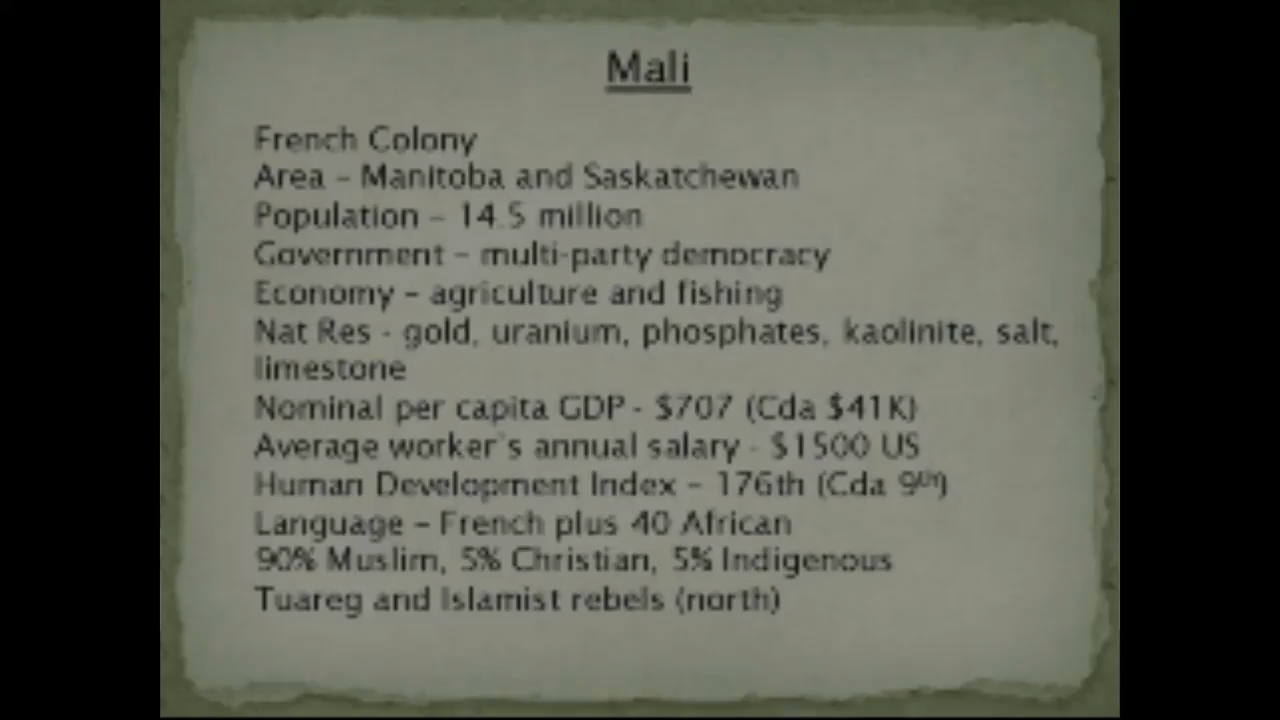 Mali
French Colony
Area – Manitoba and Saskatchewan
Population – 14.5 million
Government – multi-party democracy
Economy – agriculture and fishing
Nat Res - gold, uranium, phosphates, kaolinite, salt,
limestone
Nominal per capita GDP - $707 (Cda $41K)
Average worker's annual salary - $1500 US
Human Development Index – 176th (Cda 9th)
Language – French plus 40 African
90% Muslim, 5% Christian, 5% Indigenous
Tuareg and Islamist rebels (north)